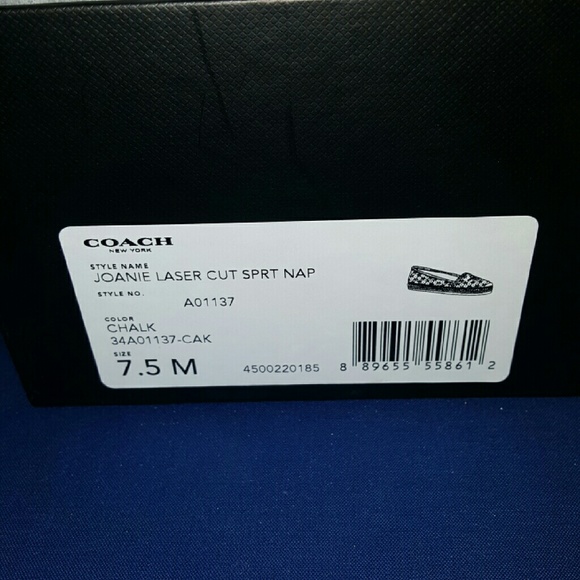 COACH
NEW YORK
STYLE NAME
JOANIE LASER CUT SPRT NAP
STYLE NO.
A01137
COLOR
CHALK
34A01137-CAK
SIZE
7.5 M
4500220185
8 89655 55861 2